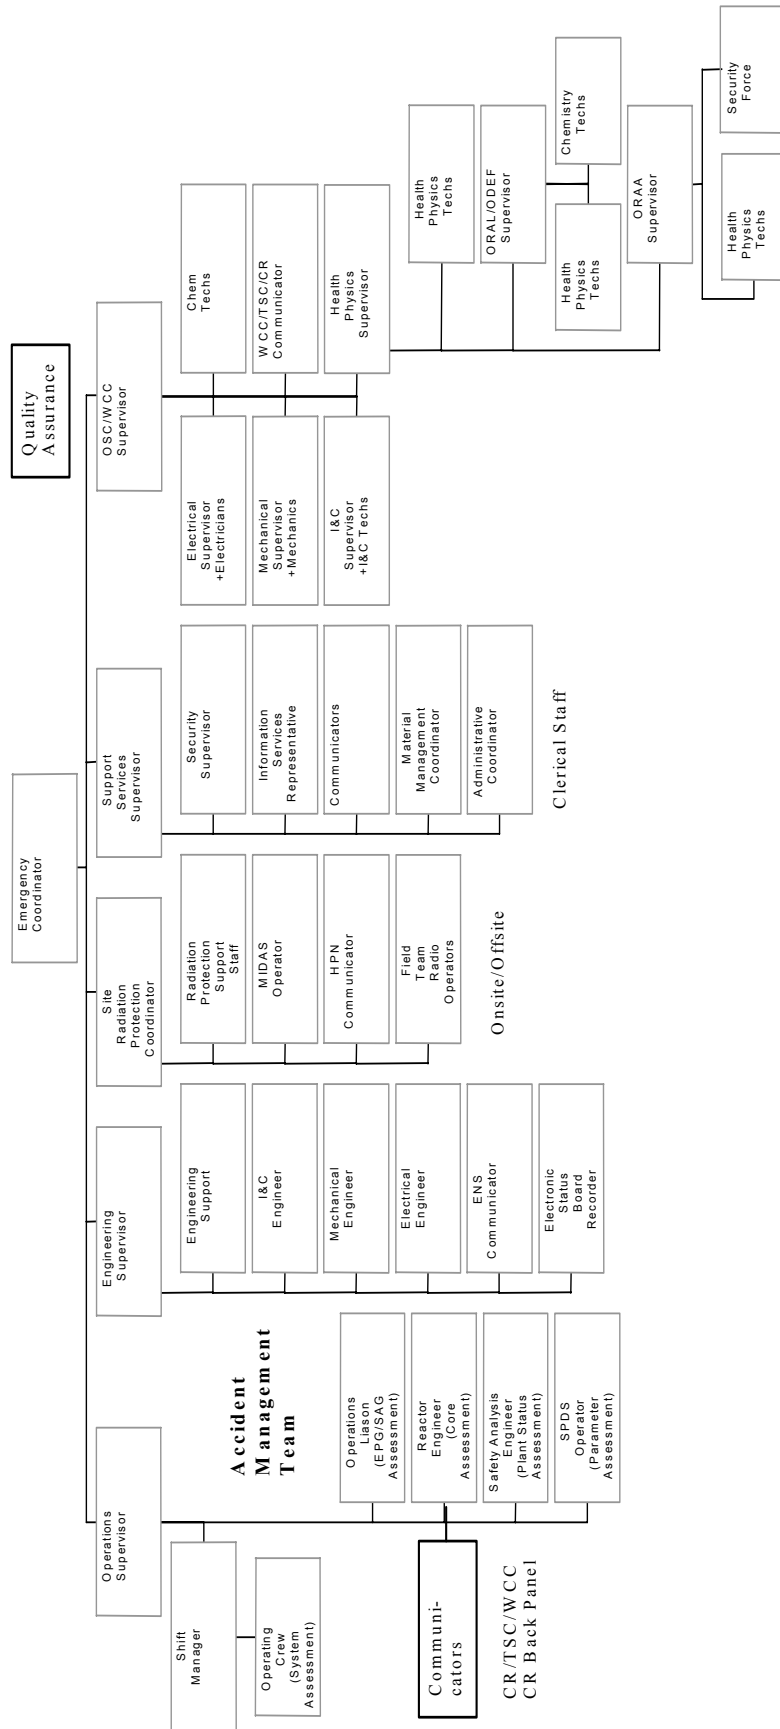 Emergency
Coordinator
Quality
Assurance
Operations
Supervisor
Engineering
Supervisor
Site
Radiation
Protection
Coordinator
Support
Services
Supervisor
OSC/WCC
Supervisor
Shift
Manager
Operating
Crew
(System
Assessment)
Accident
Management
Team
Operations
Liason
(EPG/SAG
Assessment)
Reactor
Engineer
(Core
Assessment)
Safety Analysis
Engineer
(Plant Status
Assessment)
SPDS
Operator
(Parameter
Assessment)
Communi-
cators
CR/TSC/WCC
CR Back Panel
Engineering
Support
I&C
Engineer
Mechanical
Engineer
Electrical
Engineer
ENS
Communicator
Electronic
Status
Board
Recorder
Radiation
Protection
Support
Staff
MIDAS
Operator
HPN
Communicator
Field
Team
Radio
Operators
Onsite/Offsite
Security
Supervisor
Information
Services
Representative
Communicators
Material
Management
Coordinator
Administrative
Coordinator
Clerical Staff
Electrical
Supervisor
+Electricians
Mechanical
Supervisor
+Mechanics
I&C
Supervisor
+I&C Techs
Chem
Techs
WCC/TSC/CR
Communicator
Health
Physics
Supervisor
Health
Physics
Techs
ORAL/ODEF
Supervisor
Health
Physics
Techs
Chemistry
Techs
ORAA
Supervisor
Health
Physics
Techs
Security
Force